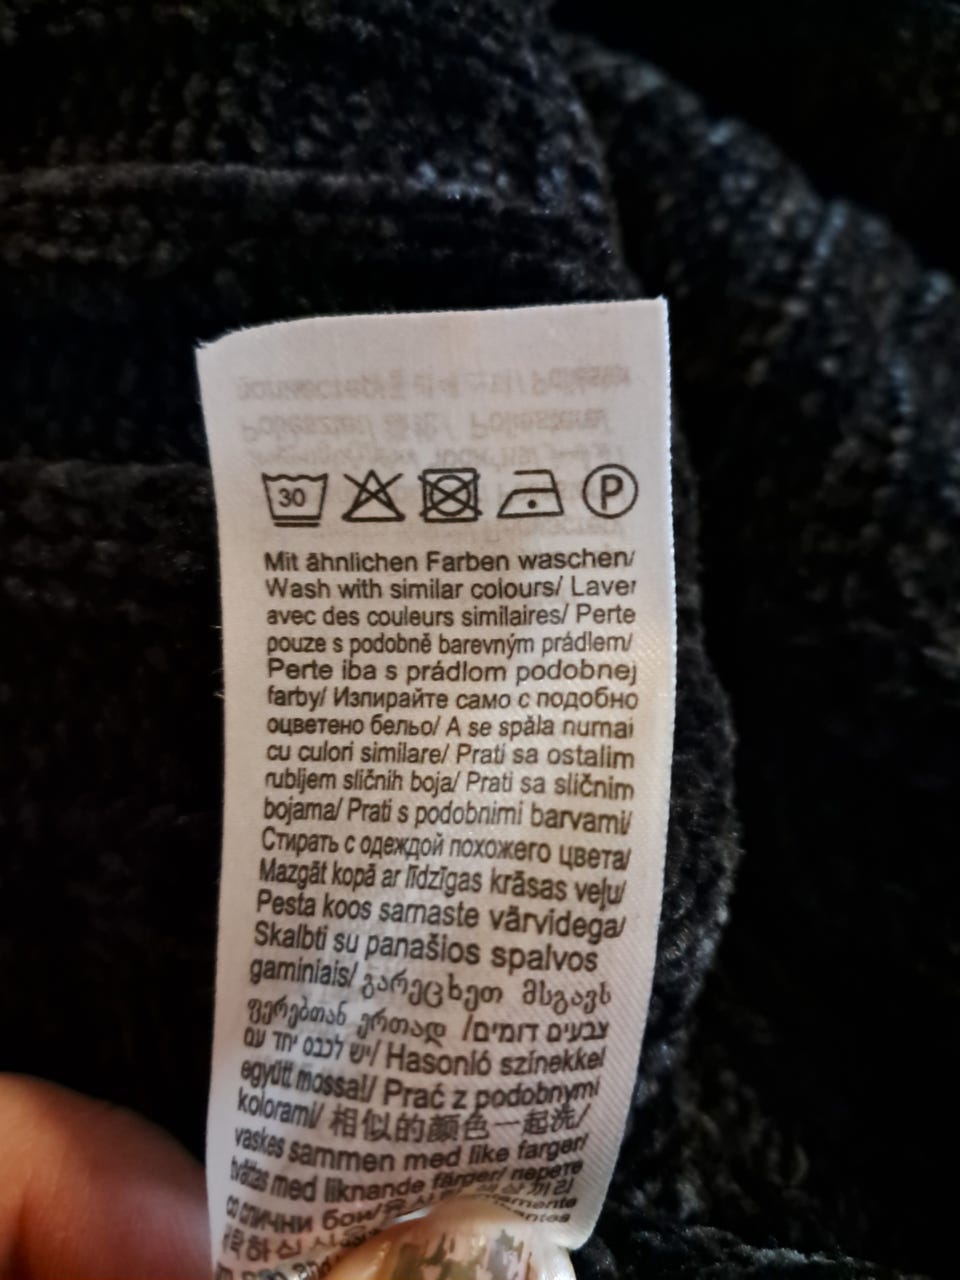 30 P
Mit ähnlichen Farben waschen/
Wash with similar colours/ Laver
avec des couleurs similaires/ Perte
pouze s podobně barevným prádlem/
Perte iba s prádlom podobnej
farby/ Изпирайте само с подобно
оцветено бельо/ A se spăla numai
cu culori similare/ Prati sa ostalim
rubljem sličnih boja/ Prati sa sličnim
bojama/ Prati s podobnimi barvami/
Стирать с одеждой похожего цвета/
Mazgāt kopā ar līdzīgas krāsas veļu/
Pesta koos sarnaste värvidega/
Skalbti su panašios spalvos
gaminiais/ გარეცხეთ მსგავს
ფერებთან ერთად /צבעים דומים
יש לכבס יחד עם/ Hasonló színekkel
együtt mossa!/ Prać z podobnymi
kolorami/ 相似的颜色一起洗/
vaskes sammen med like farger/
tvättas med liknande färger/ перете
со слични бои/